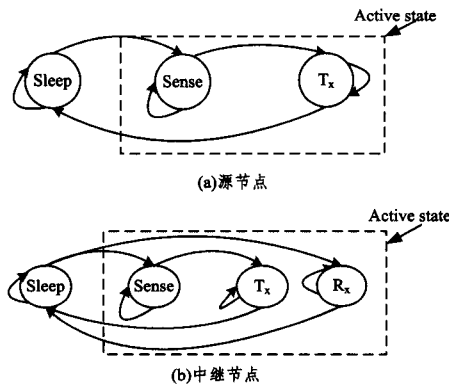 Active state
Sleep
Sense
Tx
(a)源节点
Active state
Sleep
Sense
Tx
Rx
(b)中继节点